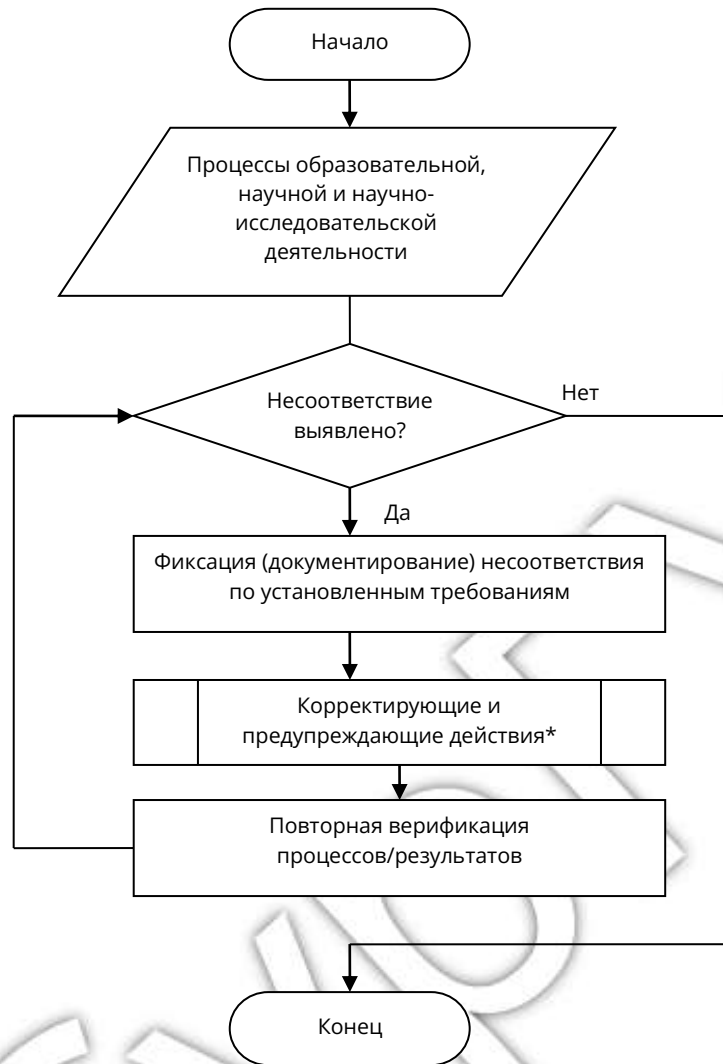 Начало
Процессы образовательной,
научной и научно-
исследовательской
деятельности
Несоответствие
выявлено?
Нет
Да
Фиксация (документирование) несоответствия
по установленным требованиям
Корректирующие и
предупреждающие действия*
Повторная верификация
процессов/результатов
Конец